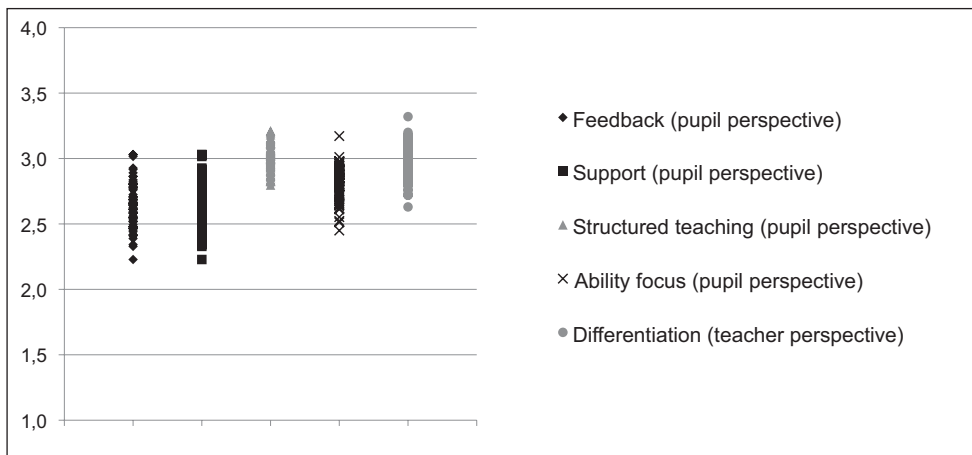 4,0
3,5
3,0
2,5
2,0
1,5
1,0
Feedback (pupil perspective)
Support (pupil perspective)
Structured teaching (pupil perspective)
Ability focus (pupil perspective)
Differentiation (teacher perspective)